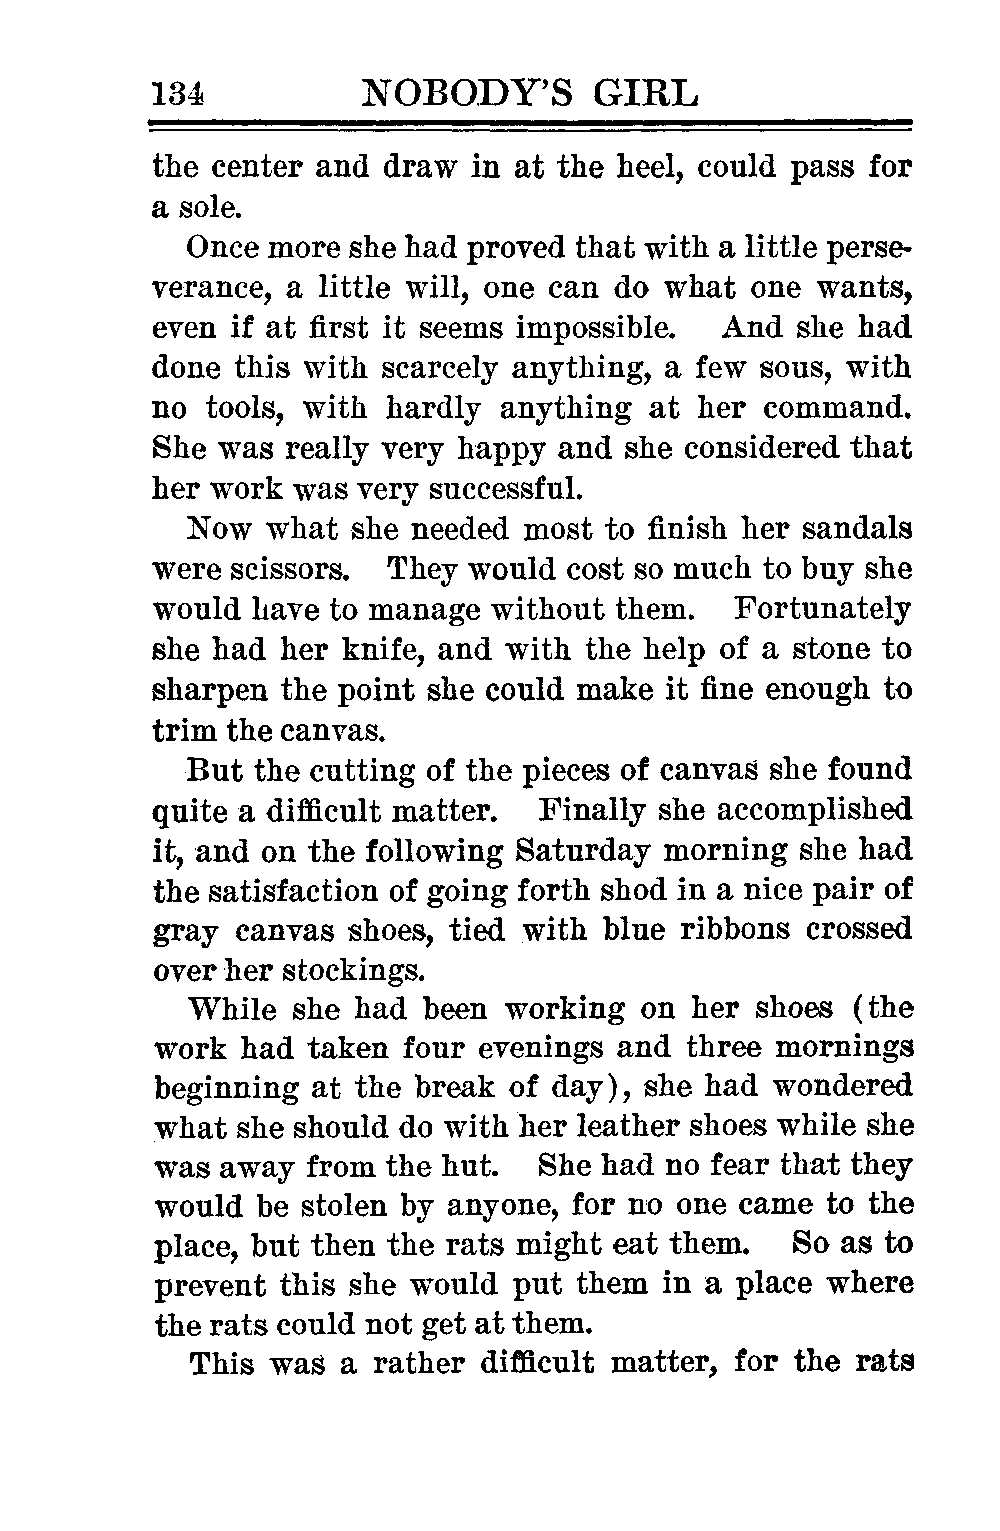 134 NOBODY'S GIRL
the center and draw in at the heel, could pass for
a sole.
Once more she had proved that with a little perse-
verance, a little will, one can do what one wants,
even if at first it seems impossible. And she had
done this with scarcely anything, a few sous, with
no tools, with hardly anything at her command.
She was really very happy and she considered that
her work was very successful.
Now what she needed most to finish her sandals
were scissors. They would cost so much to buy she
would have to manage without them. Fortunately
she had her knife, and with the help of a stone to
sharpen the point she could make it fine enough to
trim the canvas.
But the cutting of the pieces of canvas she found
quite a difficult matter. Finally she accomplished
it, and on the following Saturday morning she had
the satisfaction of going forth shod in a nice pair of
gray canvas shoes, tied with blue ribbons crossed
over her stockings.
While she had been working on her shoes (the
work had taken four evenings and three mornings
beginning at the break of day), she had wondered
what she should do with her leather shoes while she
was away from the hut. She had no fear that they
would be stolen by anyone, for no one came to the
place, but then the rats might eat them. So as to
prevent this she would put them in a place where
the rats could not get at them.
This was a rather difficult matter, for the rats